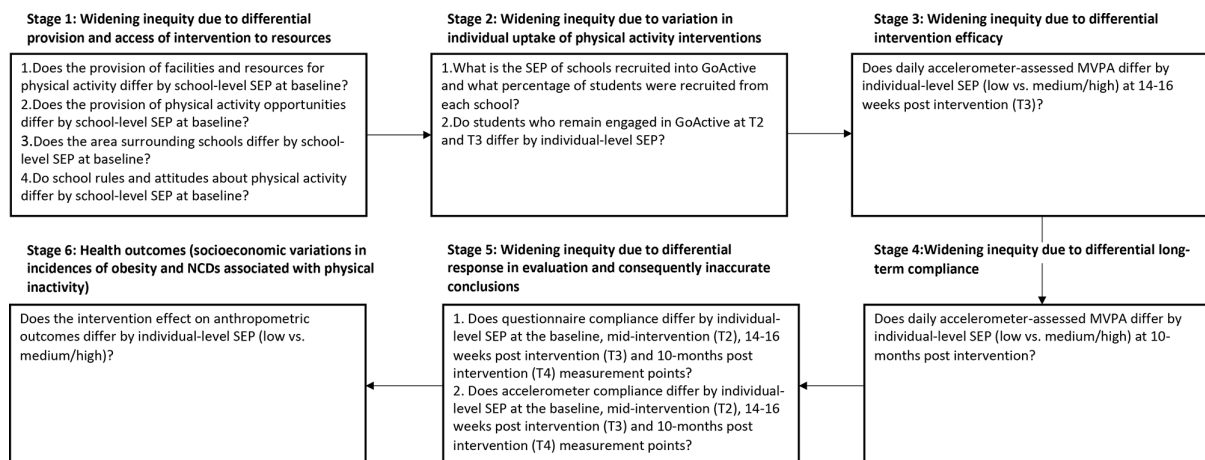 Stage 1: Widening inequity due to differential
provision and access of intervention to resources
1.Does the provision of facilities and resources for
physical activity differ by school-level SEP at baseline?
2.Does the provision of physical activity opportunities
differ by school-level SEP at baseline?
3.Does the area surrounding schools differ by school-
level SEP at baseline?
4.Do school rules and attitudes about physical activity
differ by school-level SEP at baseline?
Stage 2: Widening inequity due to variation in
individual uptake of physical activity interventions
1.What is the SEP of schools recruited into GoActive
and what percentage of students were recruited from
each school?
2.Do students who remain engaged in GoActive at T2
and T3 differ by individual-level SEP?
Stage 3: Widening inequity due to differential
intervention efficacy
Does daily accelerometer-assessed MVPA differ by
individual-level SEP (low vs. medium/high) at 14-16
weeks post intervention (T3)?
Stage 4:Widening inequity due to differential long-
term compliance
Does daily accelerometer-assessed MVPA differ by
individual-level SEP (low vs. medium/high) at 10-
months post intervention?
Stage 5: Widening inequity due to differential
response in evaluation and consequently inaccurate
conclusions
1. Does questionnaire compliance differ by individual-
level SEP at the baseline, mid-intervention (T2), 14-16
weeks post intervention (T3) and 10-months post
intervention (T4) measurement points?
2. Does accelerometer compliance differ by individual-
level SEP at the baseline, mid-intervention (T2), 14-16
weeks post intervention (T3) and 10-months post
intervention (T4) measurement points?
Stage 6: Health outcomes (socioeconomic variations in
incidences of obesity and NCDs associated with physical
inactivity)
Does the intervention effect on anthropometric
outcomes differ by individual-level SEP (low vs.
medium/high)?